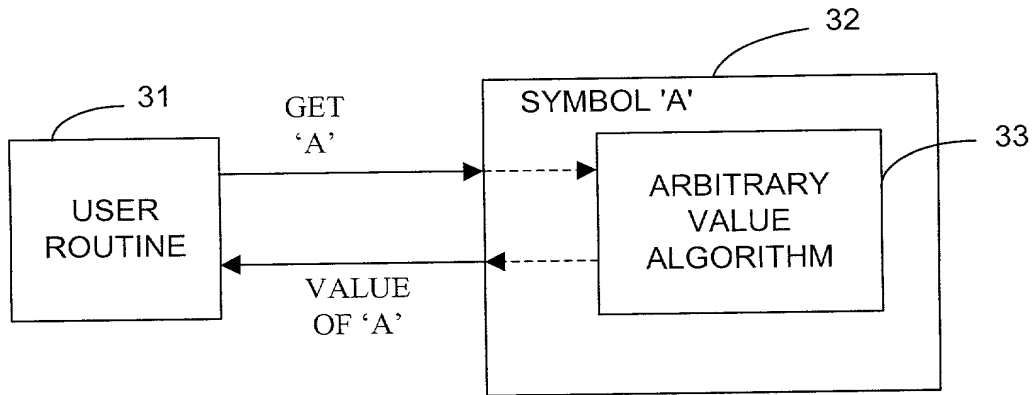 32
31
SYMBOL 'A'
GET
‘A’
33
USER
ROUTINE
ARBITRARY
VALUE
ALGORITHM
VALUE
OF ‘A’